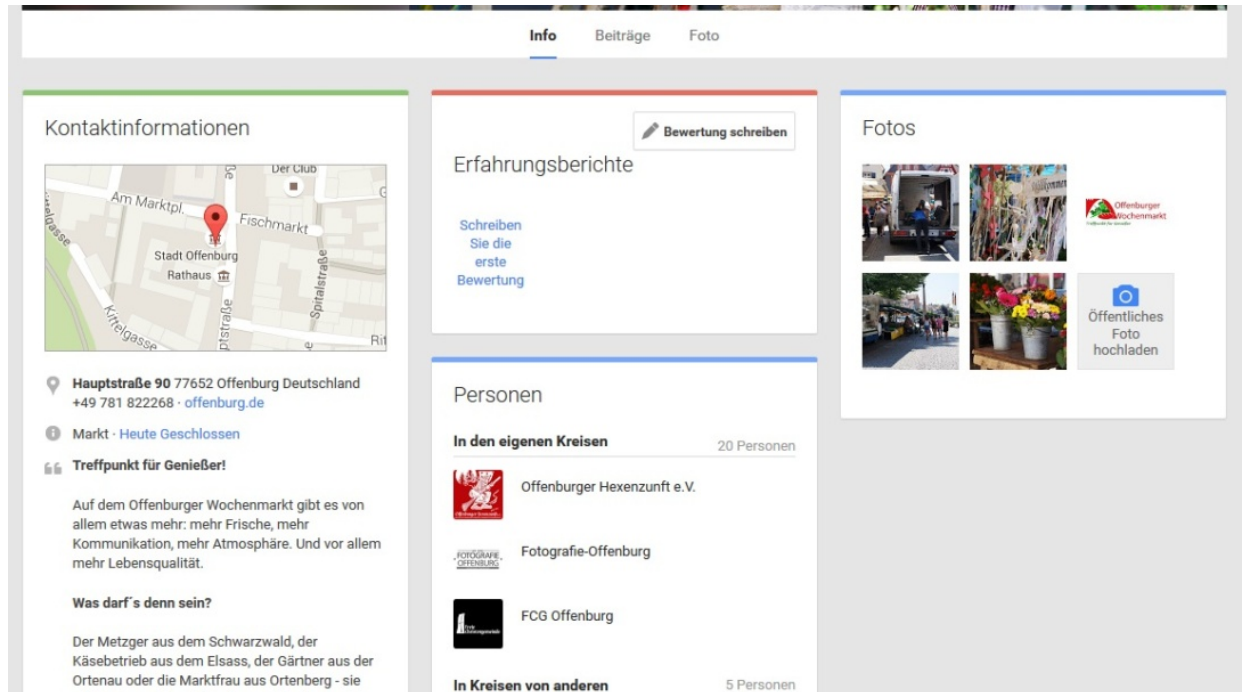 Info
Beiträge
Foto
Kontaktinformationen
Der Club
Am Marktpl.
Fischmarkt
Stadt Offenburg
Rathaus
Spitalstraße
Kittelgasse
ptstraße
Rit
Hauptstraße 90 77652 Offenburg Deutschland
+49 781 822268 · offenburg.de
Markt · Heute Geschlossen
Treffpunkt für Genießer!
Auf dem Offenburger Wochenmarkt gibt es von
allem etwas mehr: mehr Frische, mehr
Kommunikation, mehr Atmosphäre. Und vor allem
mehr Lebensqualität.
Was darf´s denn sein?
Der Metzger aus dem Schwarzwald, der
Käsebetrieb aus dem Elsass, der Gärtner aus der
Ortenau oder die Marktfrau aus Ortenberg - sie
Bewertung schreiben
Erfahrungsberichte
Schreiben
Sie die
erste
Bewertung
Personen
In den eigenen Kreisen
20 Personen
Offenburger Hexenzunft e.V.
FOTOGRAFIE
OFFENBURG
Fotografie-Offenburg
FCG Offenburg
In Kreisen von anderen
5 Personen
Fotos
Offenburger
Wochenmarkt
Öffentliches
Foto
hochladen